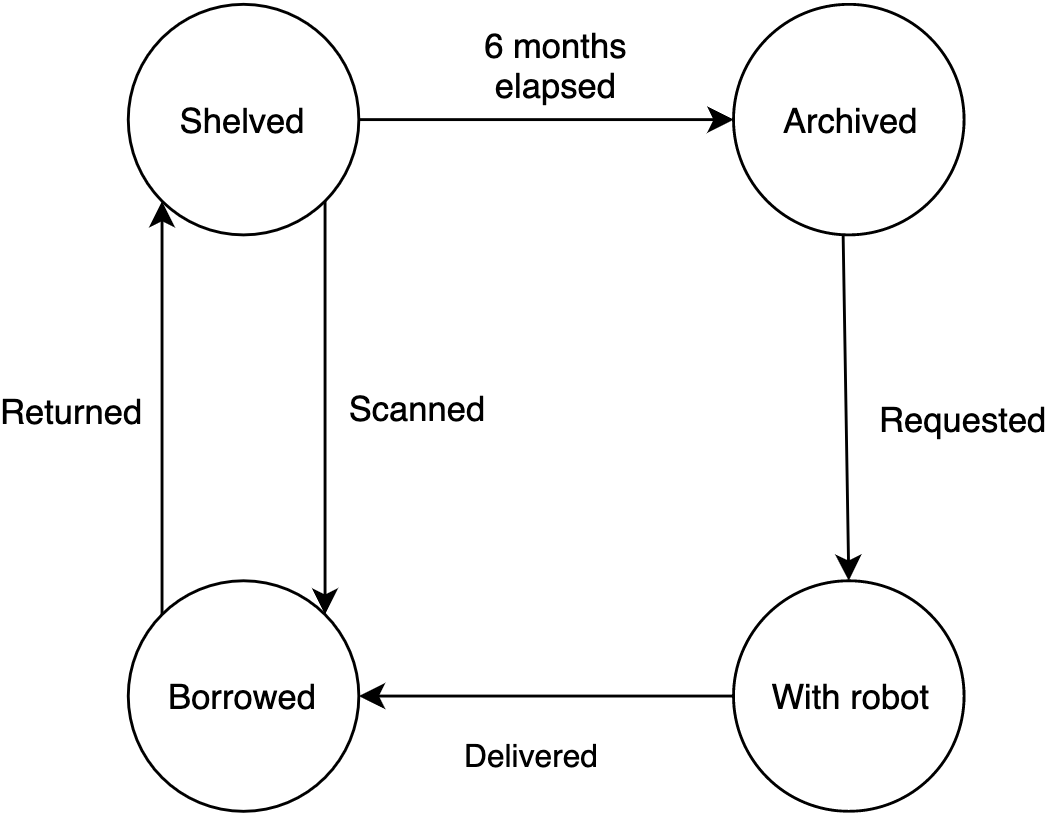 6 months
elapsed
Shelved
Archived
Returned
Scanned
Requested
Borrowed
With robot
Delivered